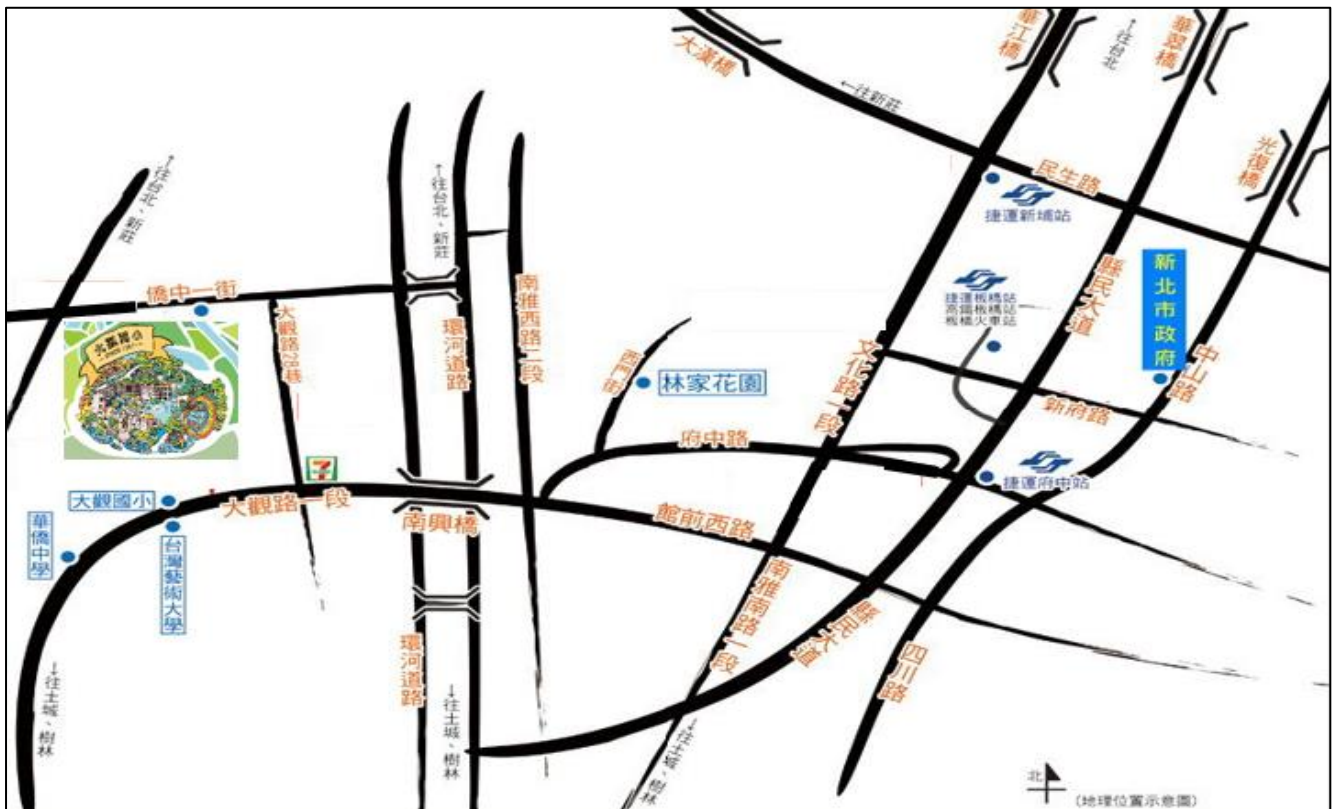 大漢橋
←往新莊
華江橋
↑往台北
華翠橋
光復橋
民生路
捷運新埔站
↑往台北、新莊
↑往台北、新莊
僑中一街
大觀路28巷
環河道路
南雅西路二段
西門街
林家花園
捷運板橋站
高鐵板橋站
板橋火車站
縣民大道
新北市政府
中山路
文化路一段
新府路
府中路
捷運府中站
大觀國小
7
大觀路一段
南興橋
館前西路
華僑中學
台灣藝術大學
南雅南路一段
縣民大道
四川路
環河道路
↓往土城、樹林
↓往土城、樹林
↓往土城、樹林
北
(地理位置示意圖)